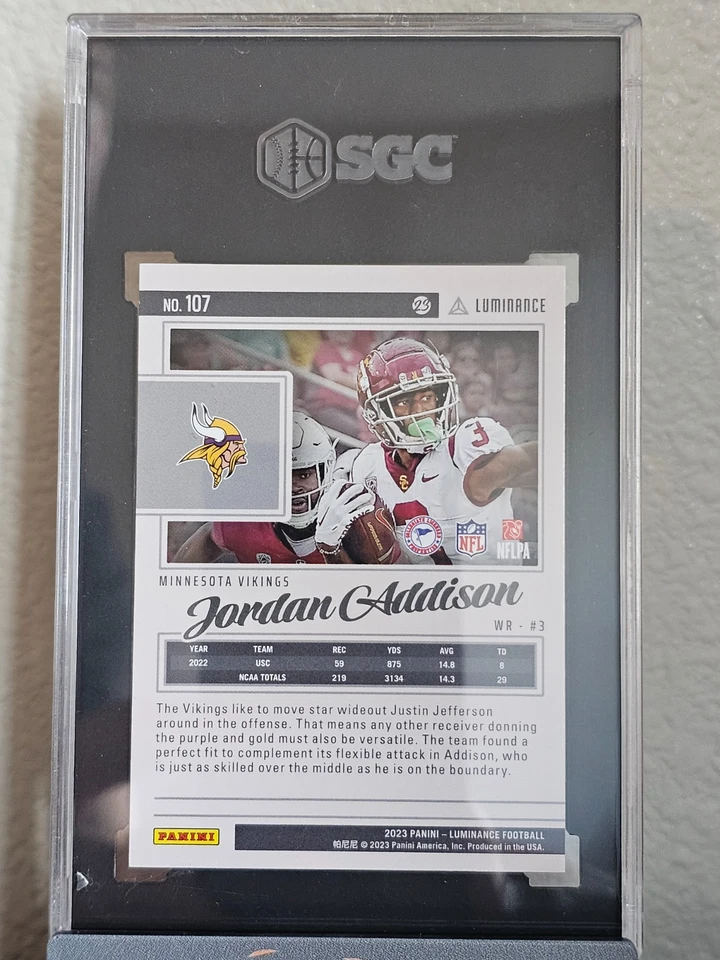 SGC
NO. 107
23
LUMINANCE
3
SC
NFL
NFLPA
MINNESOTA VIKINGS
Jordan Addison
WR - #3
YEAR TEAM REC YDS AVG TD
2022 USC 59 875 14.8 8
NCAA TOTALS 219 3134 14.3 29
The Vikings like to move star wideout Justin Jefferson
around in the offense. That means any other receiver donning
the purple and gold must also be versatile. The team found a
perfect fit to complement its flexible attack in Addison, who
is just as skilled over the middle as he is on the boundary.
PANINI
2023 PANINI – LUMINANCE FOOTBALL
帕尼尼 © 2023 Panini America, Inc. Produced in the USA.